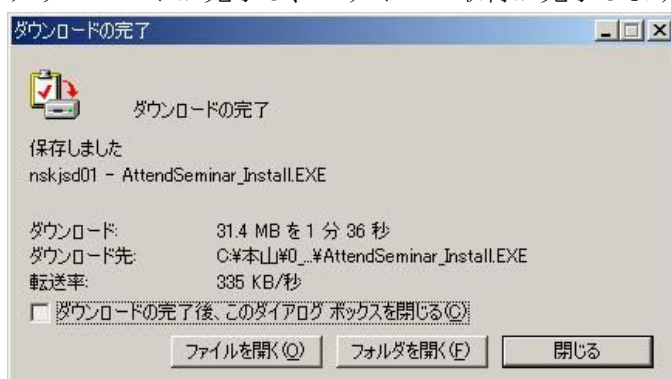 ダウンロードの完了
ダウンロードの完了
保存しました
nskjsd01 - AttendSeminar_Install.EXE
ダウンロード: 31.4 MB を 1 分 36 秒
ダウンロード先: C:¥本山¥0_...¥AttendSeminar_Install.EXE
転送率: 335 KB/秒
ダウンロードの完了後、このダイアログ ボックスを閉じる(C)
ファイルを開く(O) フォルダを開く(F) 閉じる